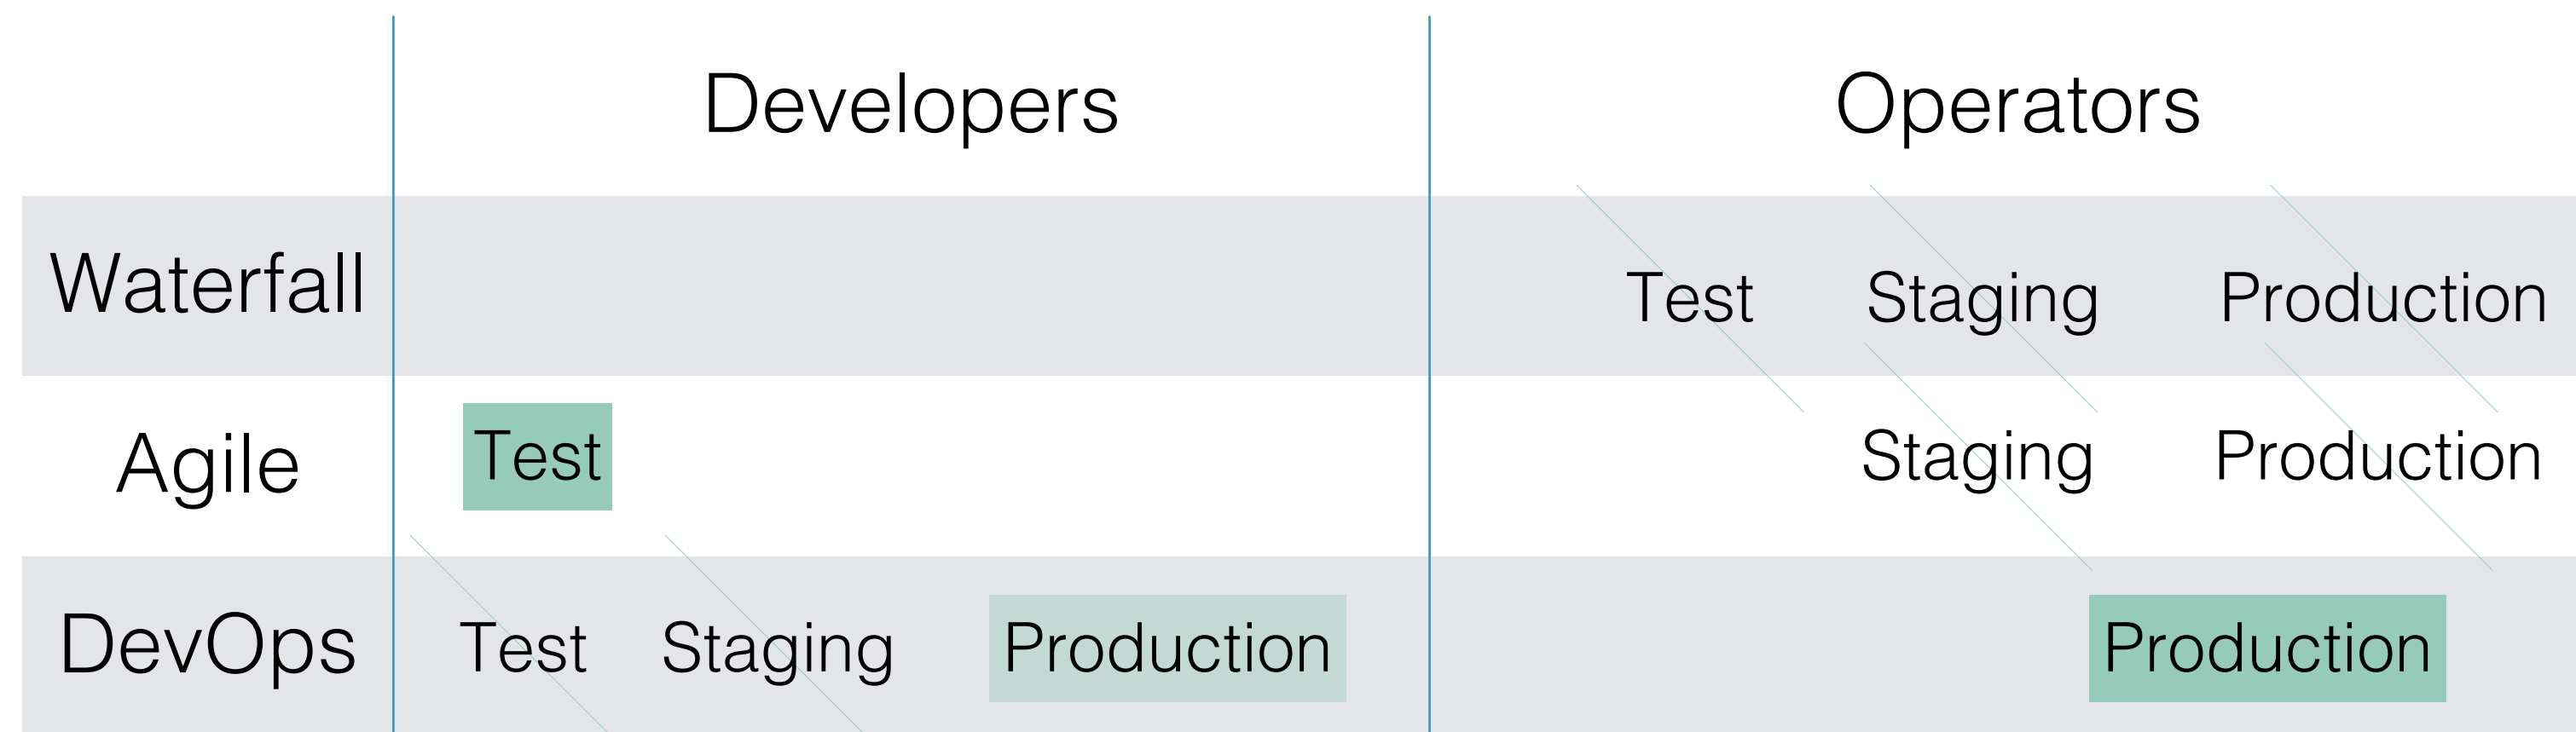 Developers Operators
Waterfall Test Staging Production
Agile Test Staging Production
DevOps Test Staging Production Production